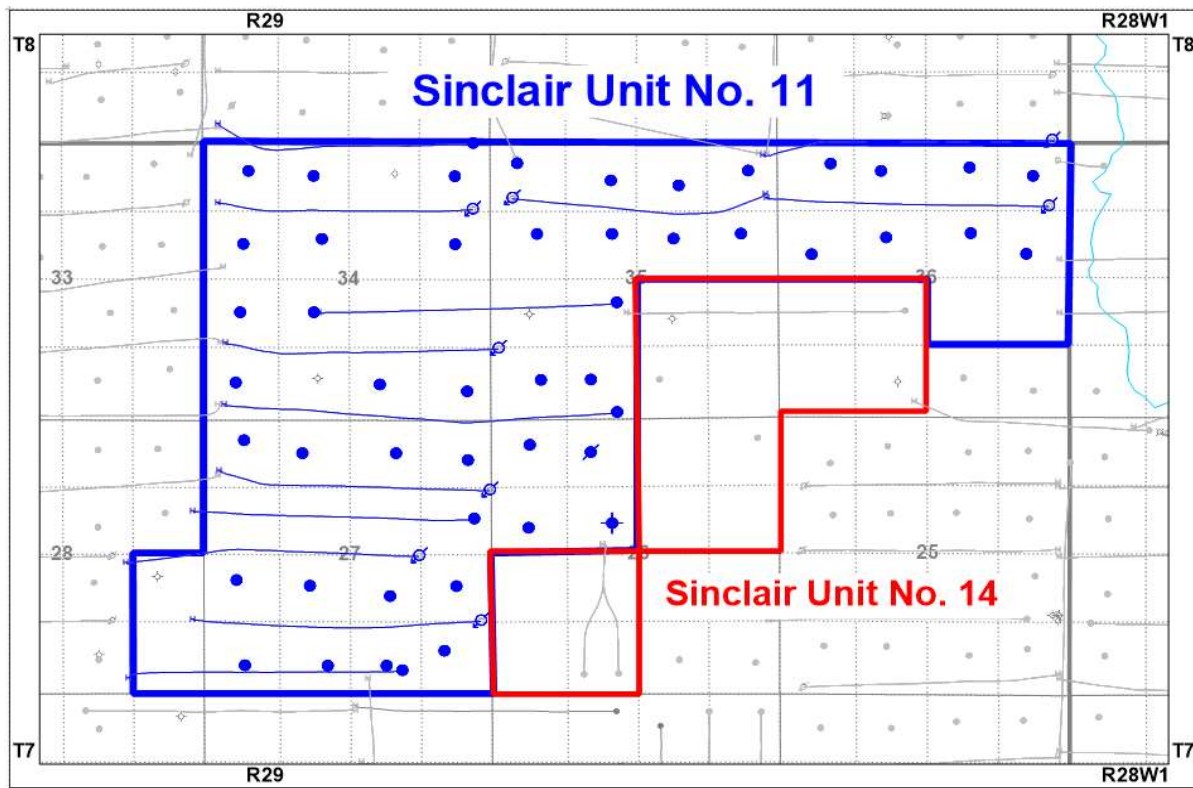 R29 R28W1
T8 T8
Sinclair Unit No. 11
33 34 35 36
28 27 26 25
Sinclair Unit No. 14
T7 T7
R29 R28W1